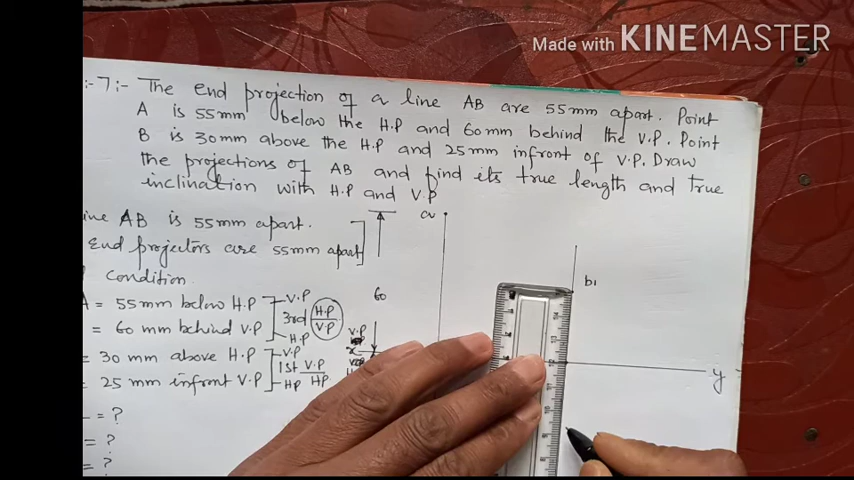 Made with KINEMASTER
:-7:- The end projection of a line AB are 55mm apart. Point
A is 55mm below the H.P and 60mm behind the V.P. Point
B is 30mm above the H.P and 25mm infront of V.P. Draw
the projections of AB and find its true length and True
inclination with H.P and V.P
ine AB is 55mm apart.
End projectors are 55mm apart
condition
A = 55mm below H.P V.P
= 60 mm behind V.P H.P
3rd H.P V.P
= 30 mm above H.P V.P
= 25 mm infront V.P HP
1st V.P HP
= ?
= ?
= ?
a
60
b1
V.P
x
y